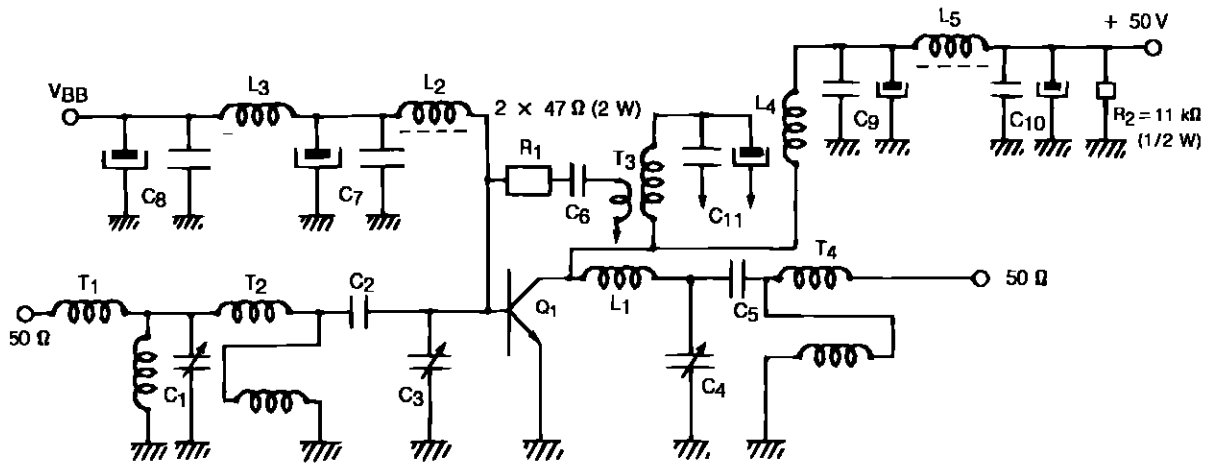 L5
+ 50 V
VBB
L3
L2
2 × 47 Ω (2 W)
L4
C9
C10
R2 = 11 kΩ
(1/2 W)
R1
T3
C8
C7
C6
C11
T1
T2
C2
Q1
L1
C5
T4
50 Ω
50 Ω
C1
C3
C4